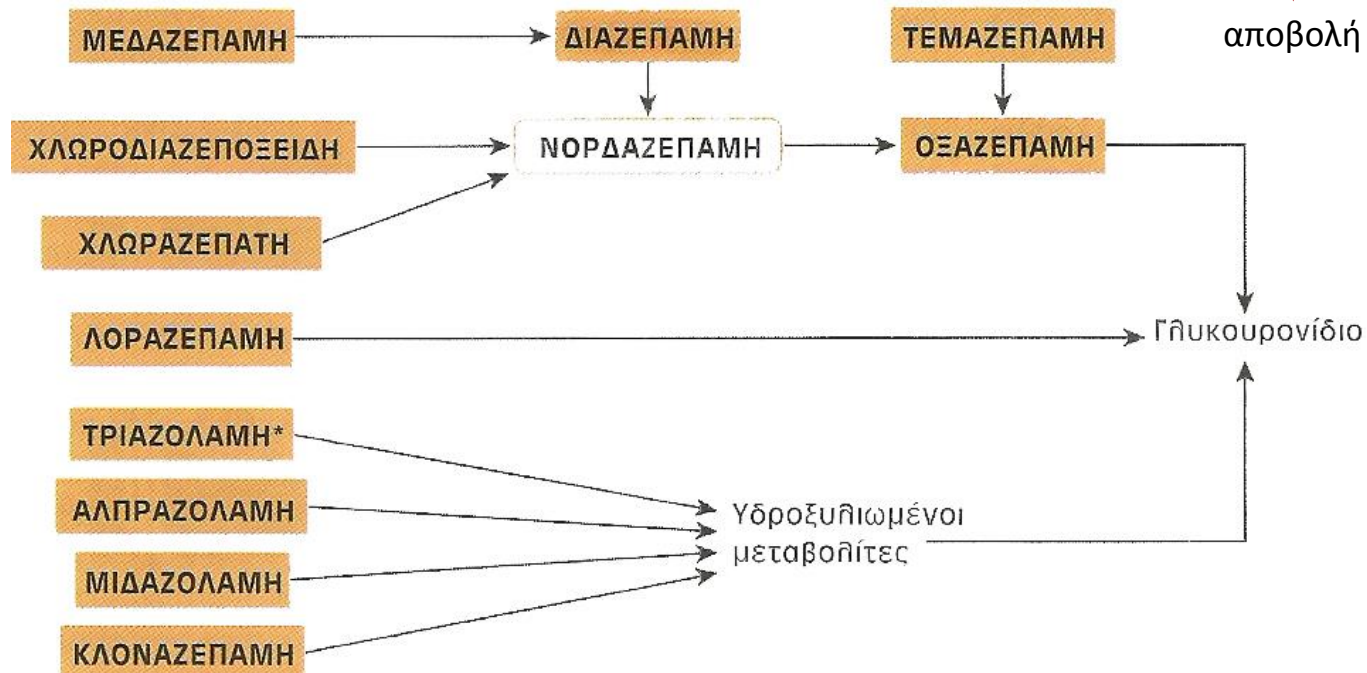 ΜΕΔΑΖΕΠΑΜΗ
ΔΙΑΖΕΠΑΜΗ
ΤΕΜΑΖΕΠΑΜΗ
αποβολή
ΧΛΩΡΟΔΙΑΖΕΠΟΞΕΙΔΗ
ΝΟΡΔΑΖΕΠΑΜΗ
ΟΞΑΖΕΠΑΜΗ
ΧΛΩΡΑΖΕΠΑΤΗ
ΛΟΡΑΖΕΠΑΜΗ
Γλυκουρονίδιο
ΤΡΙΑΖΟΛΑΜΗ*
ΑΛΠΡΑΖΟΛΑΜΗ
Υδροξυλιωμένοι
μεταβολίτες
ΜΙΔΑΖΟΛΑΜΗ
ΚΛΟΝΑΖΕΠΑΜΗ